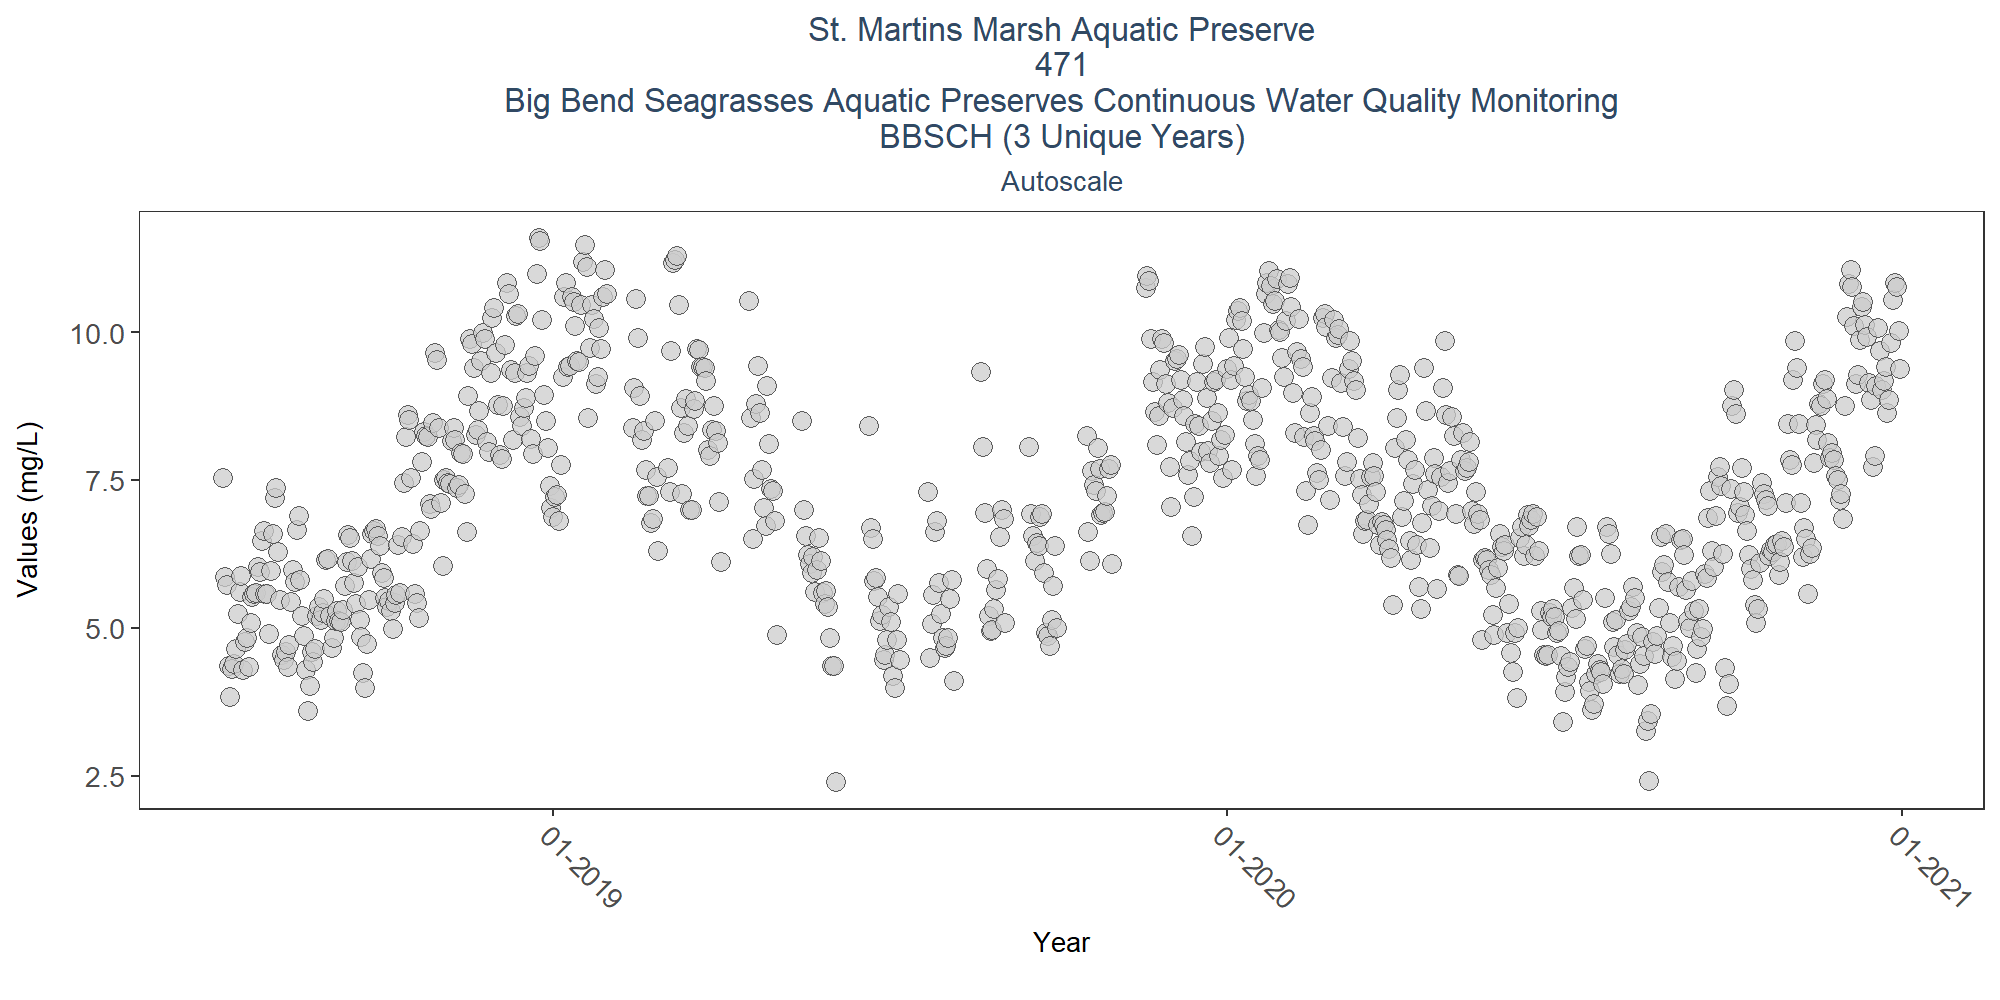 St. Martins Marsh Aquatic Preserve
471
Big Bend Seagrasses Aquatic Preserves Continuous Water Quality Monitoring
BBSCH (3 Unique Years)
Autoscale
Values (mg/L)
10.0
7.5
5.0
2.5
01-2019
01-2020
01-2021
Year